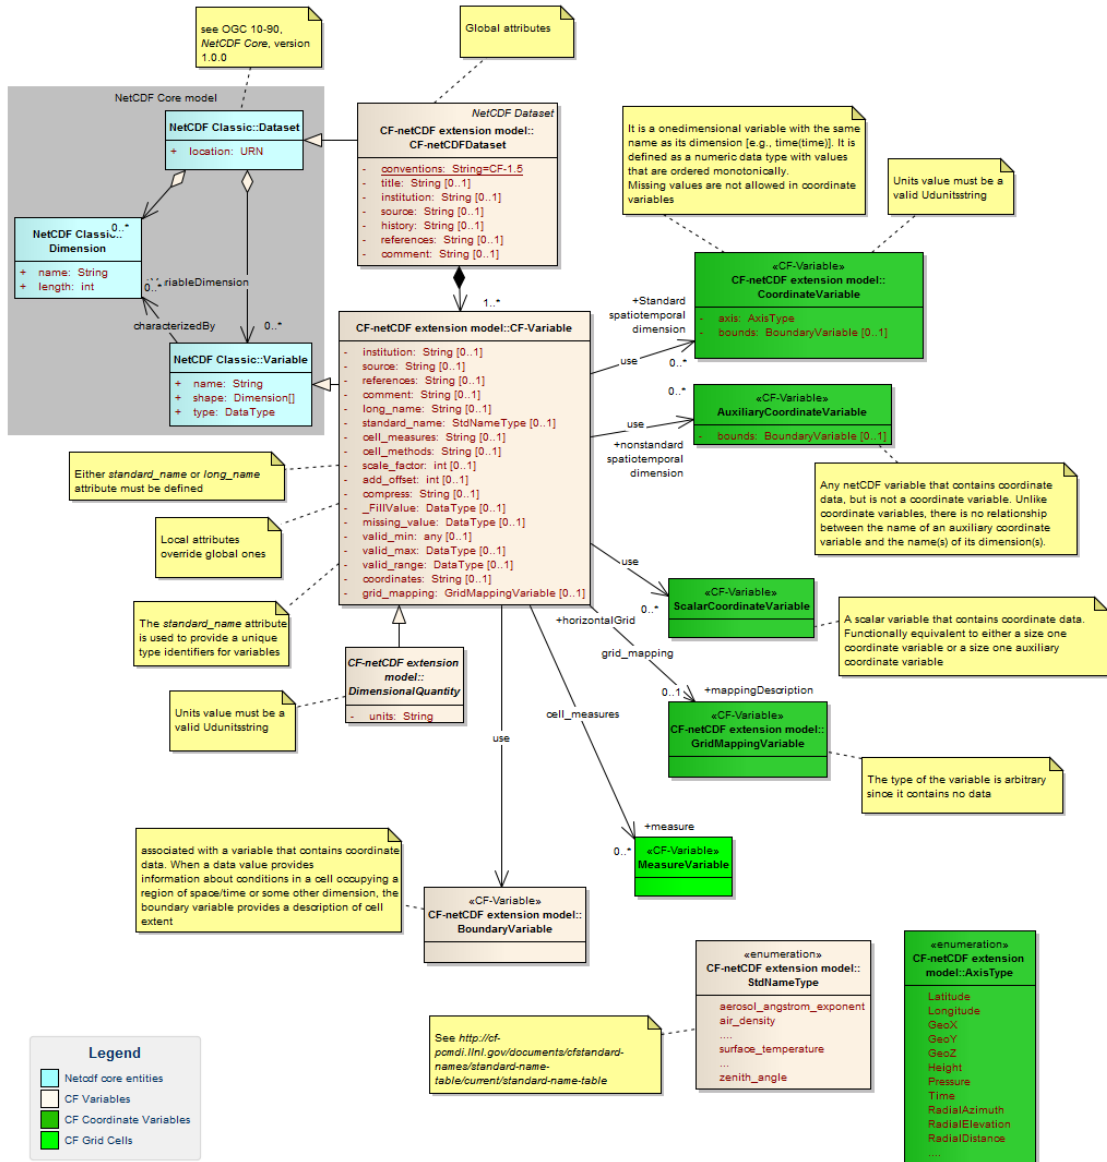 see OGC 10-90,
NetCDF Core, version
1.0.0
Global attributes
NetCDF Core model
NetCDF Classic::Dataset
+ location: URN
NetCDF Dataset
CF-netCDF extension model::
CF-netCDFDataset
- conventions: String=CF-1.5
- title: String [0..1]
- institution: String [0..1]
- source: String [0..1]
- history: String [0..1]
- references: String [0..1]
- comment: String [0..1]
It is a onedimensional variable with the same
name as its dimension [e.g., time(time)]. It is
defined as a numeric data type with values
that are ordered monotonically.
Missing values are not allowed in coordinate
variables
Units value must be a
valid Udunitsstring
0..*
NetCDF Classic::
Dimension
+ name: String
+ length: int
0..*
characterizedBy
0..*
1..*
NetCDF Classic::Variable
+ name: String
+ shape: Dimension[]
+ type: DataType
CF-netCDF extension model::CF-Variable
- institution: String [0..1]
- source: String [0..1]
- references: String [0..1]
- comment: String [0..1]
- long_name: String [0..1]
- standard_name: StdNameType [0..1]
- cell_measures: String [0..1]
- cell_methods: String [0..1]
- scale_factor: int [0..1]
- add_offset: int [0..1]
- compress: String [0..1]
- _FillValue: DataType [0..1]
- missing_value: DataType [0..1]
- valid_min: any [0..1]
- valid_max: DataType [0..1]
- valid_range: DataType [0..1]
- coordinates: String [0..1]
- grid_mapping: GridMappingVariable [0..1]
+Standard
spatiotemporal
dimension
use
0..*
«CF-Variable»
CF-netCDF extension model::
CoordinateVariable
- axis: AxisType
- bounds: BoundaryVariable [0..1]
0..*
use
+nonstandard
spatiotemporal
dimension
«CF-Variable»
AuxiliaryCoordinateVariable
- bounds: BoundaryVariable [0..1]
Any netCDF variable that contains coordinate
data, but is not a coordinate variable. Unlike
coordinate variables, there is no relationship
between the name of an auxiliary coordinate
variable and the name(s) of its dimension(s).
Either standard_name or long_name
attribute must be defined
Local attributes
override global ones
The standard_name attribute
is used to provide a unique
type identifiers for variables
Units value must be a
valid Udunitsstring
CF-netCDF extension
model::
DimensionalQuantity
- units: String
use
0..*
«CF-Variable»
ScalarCoordinateVariable
A scalar variable that contains coordinate data.
Functionally equivalent to either a size one
coordinate variable or a size one auxiliary
coordinate variable
+horizontalGrid
grid_mapping
0..1
+mappingDescription
«CF-Variable»
CF-netCDF extension model::
GridMappingVariable
The type of the variable is arbitrary
since it contains no data
cell_measures
use
+measure
0..*
«CF-Variable»
MeasureVariable
associated with a variable that contains coordinate
data. When a data value provides
information about conditions in a cell occupying a
region of space/time or some other dimension, the
boundary variable provides a description of cell
extent
«CF-Variable»
CF-netCDF extension model::
BoundaryVariable
See http://cf-
pcmdi.llnl.gov/documents/cfstandard-
names/standard-name-
table/current/standard-name-table
«enumeration»
CF-netCDF extension model::
StdNameType
aerosol_angstrom_exponent
air_density
....
surface_temperature
...
zenith_angle
«enumeration»
CF-netCDF extension
model::AxisType
Latitude
Longitude
GeoX
GeoY
GeoZ
Height
Pressure
Time
RadialAzimuth
RadialElevation
RadialDistance
....
Legend
Netcdf core entities
CF Variables
CF Coordinate Variables
CF Grid Cells